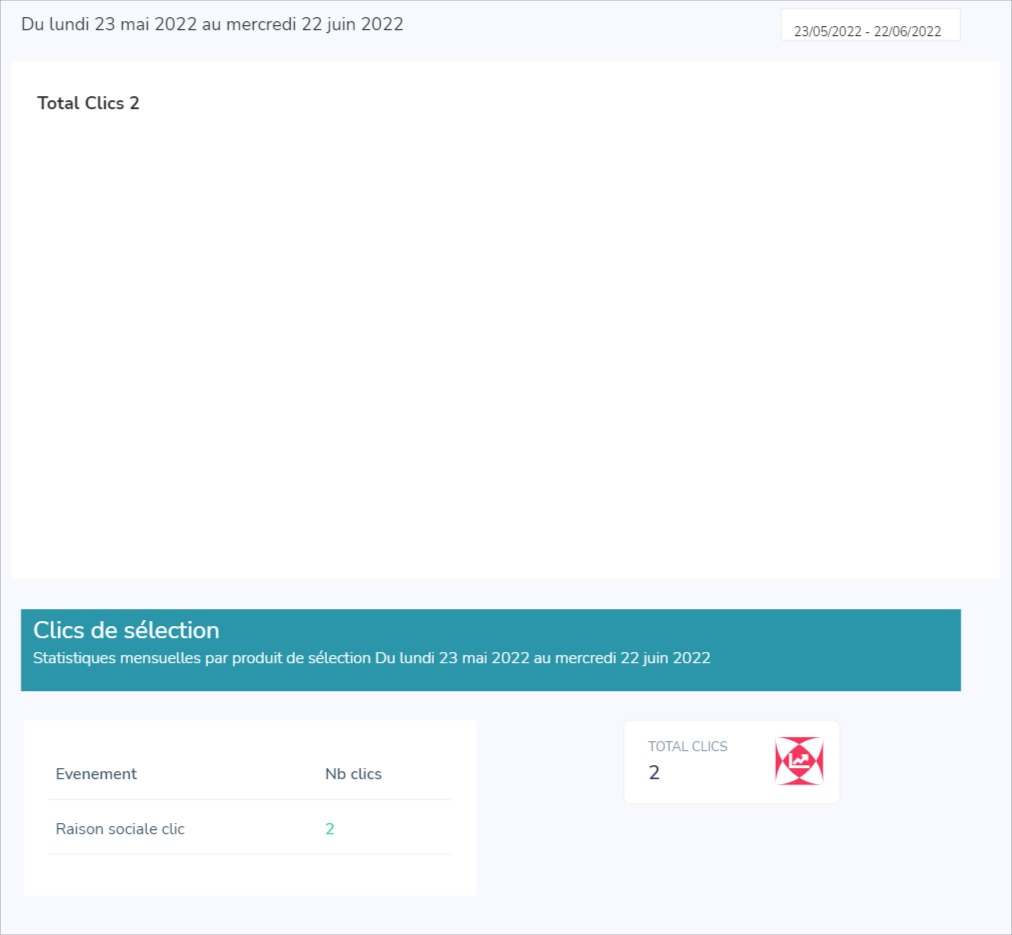 Du lundi 23 mai 2022 au mercredi 22 juin 2022
23/05/2022 - 22/06/2022
Total Clics 2
Clics de sélection
Statistiques mensuelles par produit de sélection Du lundi 23 mai 2022 au mercredi 22 juin 2022
Evenement Nb clics
Raison sociale clic 2
TOTAL CLICS
2